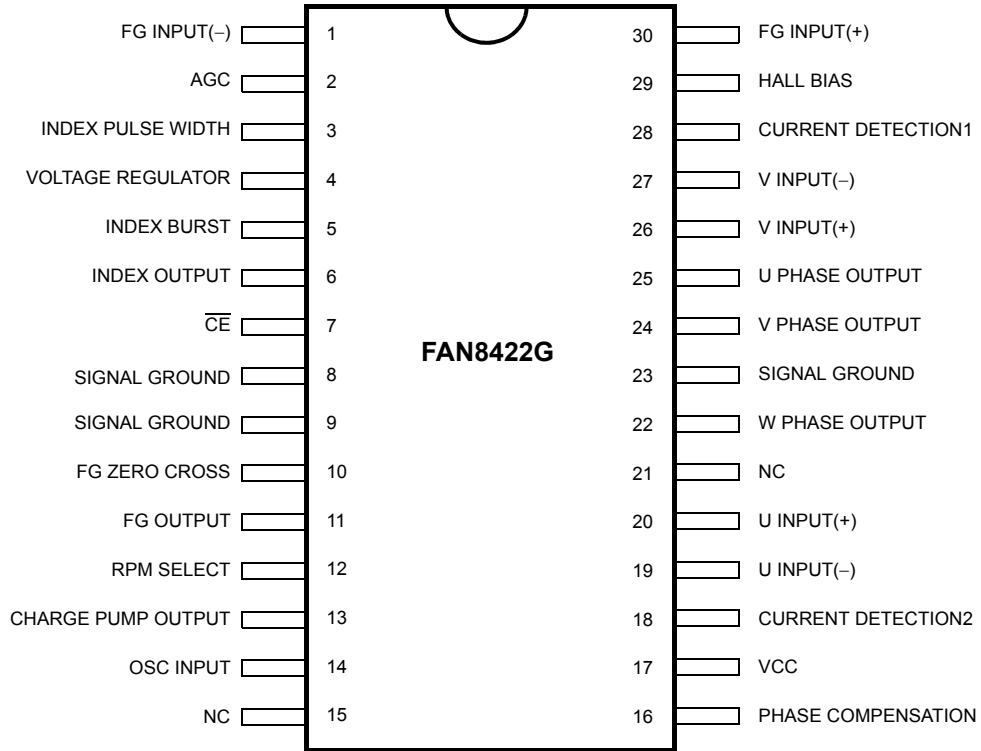 FG INPUT(−) 1 30 FG INPUT(+)
AGC 2 29 HALL BIAS
INDEX PULSE WIDTH 3 28 CURRENT DETECTION1
VOLTAGE REGULATOR 4 27 V INPUT(−)
INDEX BURST 5 26 V INPUT(+)
INDEX OUTPUT 6 25 U PHASE OUTPUT
C̅E̅ 7 24 V PHASE OUTPUT
FAN8422G
SIGNAL GROUND 8 23 SIGNAL GROUND
SIGNAL GROUND 9 22 W PHASE OUTPUT
FG ZERO CROSS 10 21 NC
FG OUTPUT 11 20 U INPUT(+)
RPM SELECT 12 19 U INPUT(−)
CHARGE PUMP OUTPUT 13 18 CURRENT DETECTION2
OSC INPUT 14 17 VCC
NC 15 16 PHASE COMPENSATION